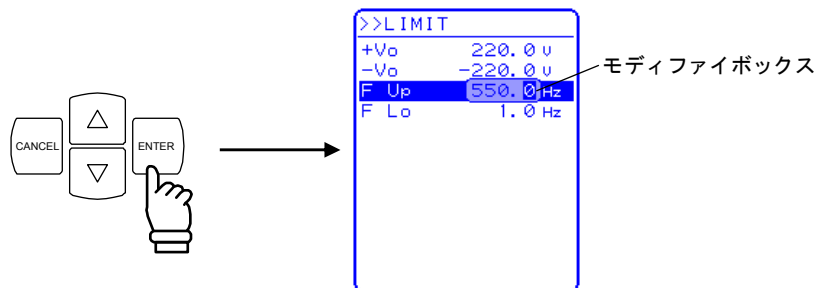 CANCEL
ENTER
>>LIMIT
+Vo 220.0 V
-Vo -220.0 V
F Up 550.0 Hz
F Lo 1.0 Hz
モディファイボックス